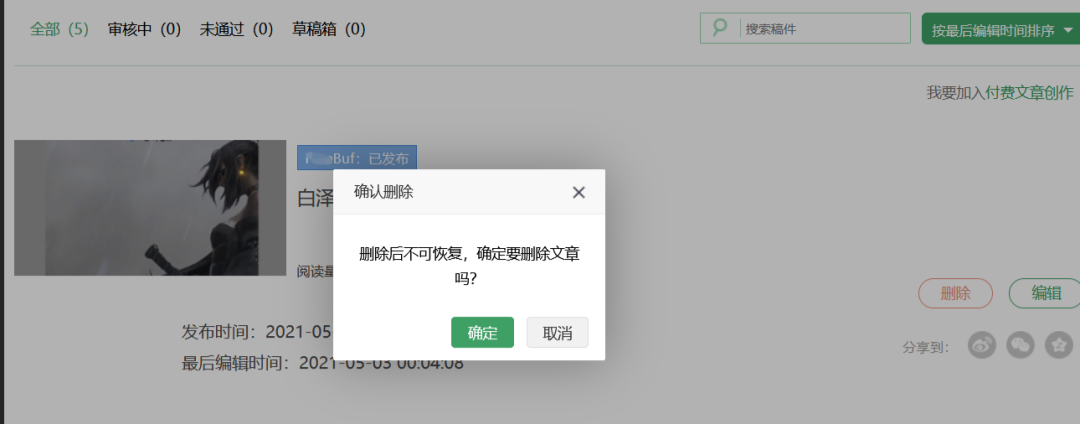 全部（5） 审核中（0） 未通过（0） 草稿箱（0）
搜索稿件
按最后编辑时间排序
我要加入付费文章创作
Buf：已发布
白泽
确认删除
删除后不可恢复，确定要删除文章
吗？
阅读量
删除 编辑
确定 取消
发布时间：2021-05
分享到：
最后编辑时间：2021-05-03 00:04:08